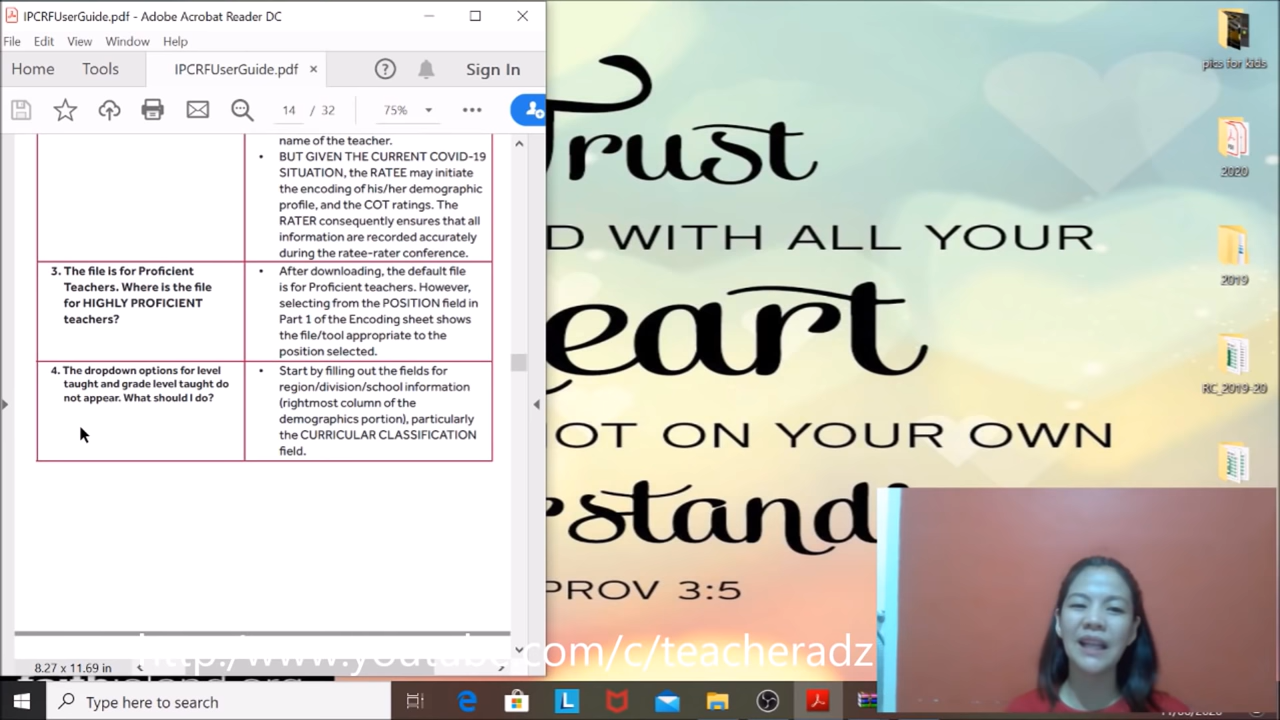 IPCRFUserGuide.pdf - Adobe Acrobat Reader DC
File Edit View Window Help
Home Tools IPCRFUserGuide.pdf × Sign In
14 / 32 75%
name of the teacher.
• BUT GIVEN THE CURRENT COVID-19
SITUATION, the RATEE may initiate
the encoding of his/her demographic
profile, and the COT ratings. The
RATER consequently ensures that all
information are recorded accurately
during the ratee-rater conference.
3. The file is for Proficient
Teachers. Where is the file
for HIGHLY PROFICIENT
teachers?
• After downloading, the default file
is for Proficient teachers. However,
selecting from the POSITION field in
Part 1 of the Encoding sheet shows
the file/tool appropriate to the
position selected.
4. The dropdown options for level
taught and grade level taught do
not appear. What should I do?
• Start by filling out the fields for
region/division/school information
(rightmost column of the
demographics portion), particularly
the CURRICULAR CLASSIFICATION
field.
8.27 x 11.69 in
Trust
D WITH ALL YOUR
eart
OT ON YOUR OWN
rstand
PROV 3:5
pics for kids
2020
2019
RC_2019-20
youtube.com/c/teacheradz
Type here to search